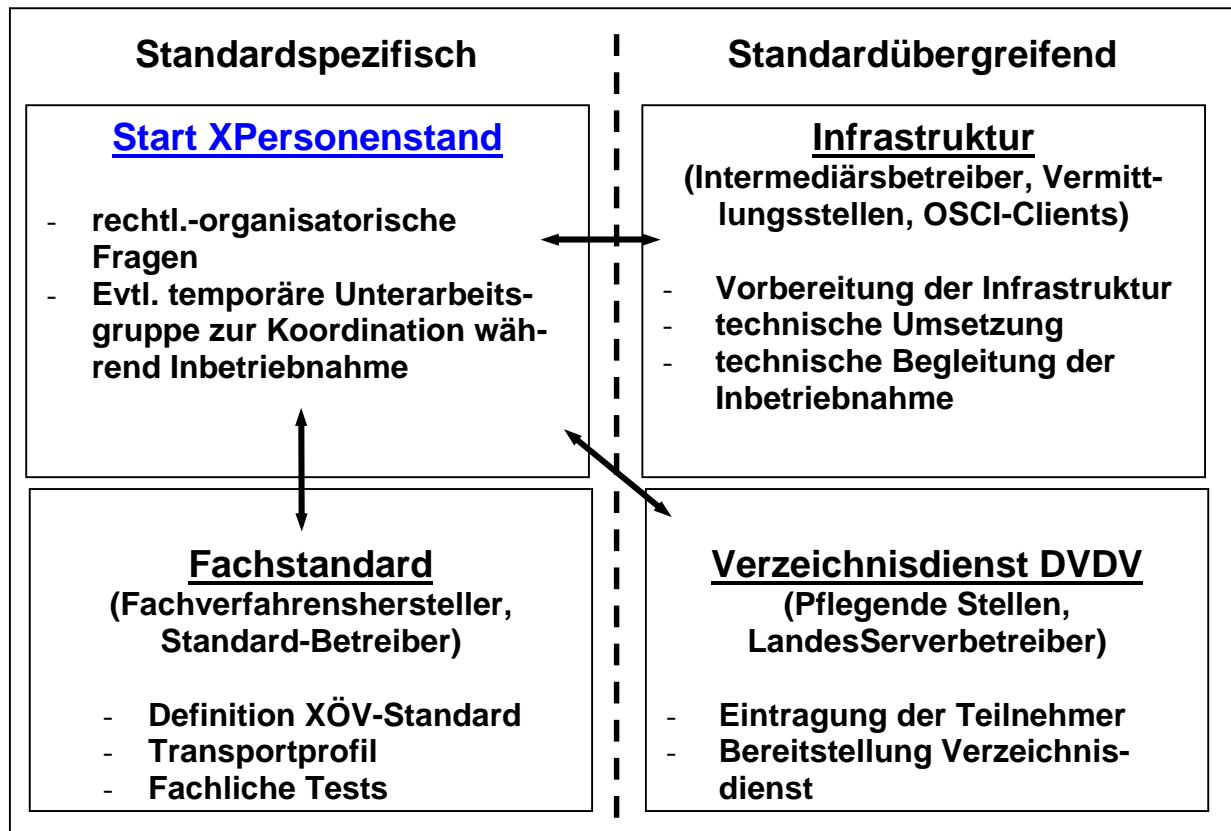 Standardspezifisch
Standardübergreifend
Start XPersonenstand
- rechtl.-organisatorische
Fragen
- Evtl. temporäre Unterarbeits-
gruppe zur Koordination wäh-
rend Inbetriebnahme
Infrastruktur
(Intermediärsbetreiber, Vermitt-
lungsstellen, OSCI-Clients)
- Vorbereitung der Infrastruktur
- technische Umsetzung
- technische Begleitung der
Inbetriebnahme
Fachstandard
(Fachverfahrenshersteller,
Standard-Betreiber)
- Definition XÖV-Standard
- Transportprofil
- Fachliche Tests
Verzeichnisdienst DVDV
(Pflegende Stellen,
LandesServerbetreiber)
- Eintragung der Teilnehmer
- Bereitstellung Verzeichnis-
dienst